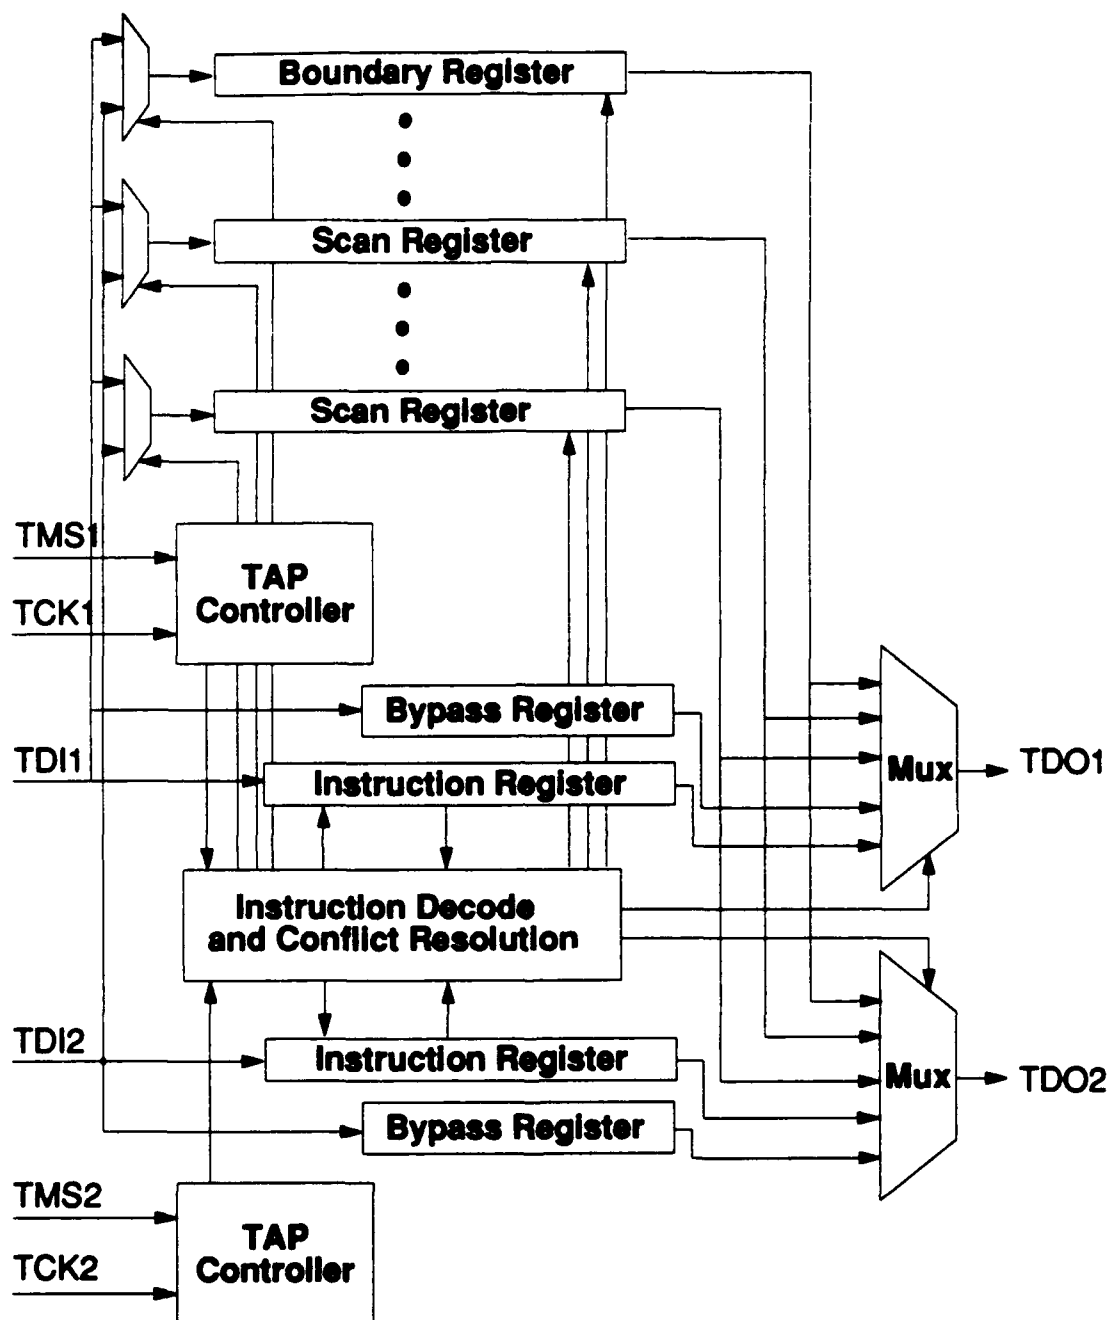 Boundary Register
Scan Register
Scan Register
TMS1
TAP
Controller
TCK1
Bypass Register
TDI1
Instruction Register
Mux
TDO1
Instruction Decode
and Conflict Resolution
TDI2
Instruction Register
Mux
TDO2
Bypass Register
TMS2
TAP
Controller
TCK2